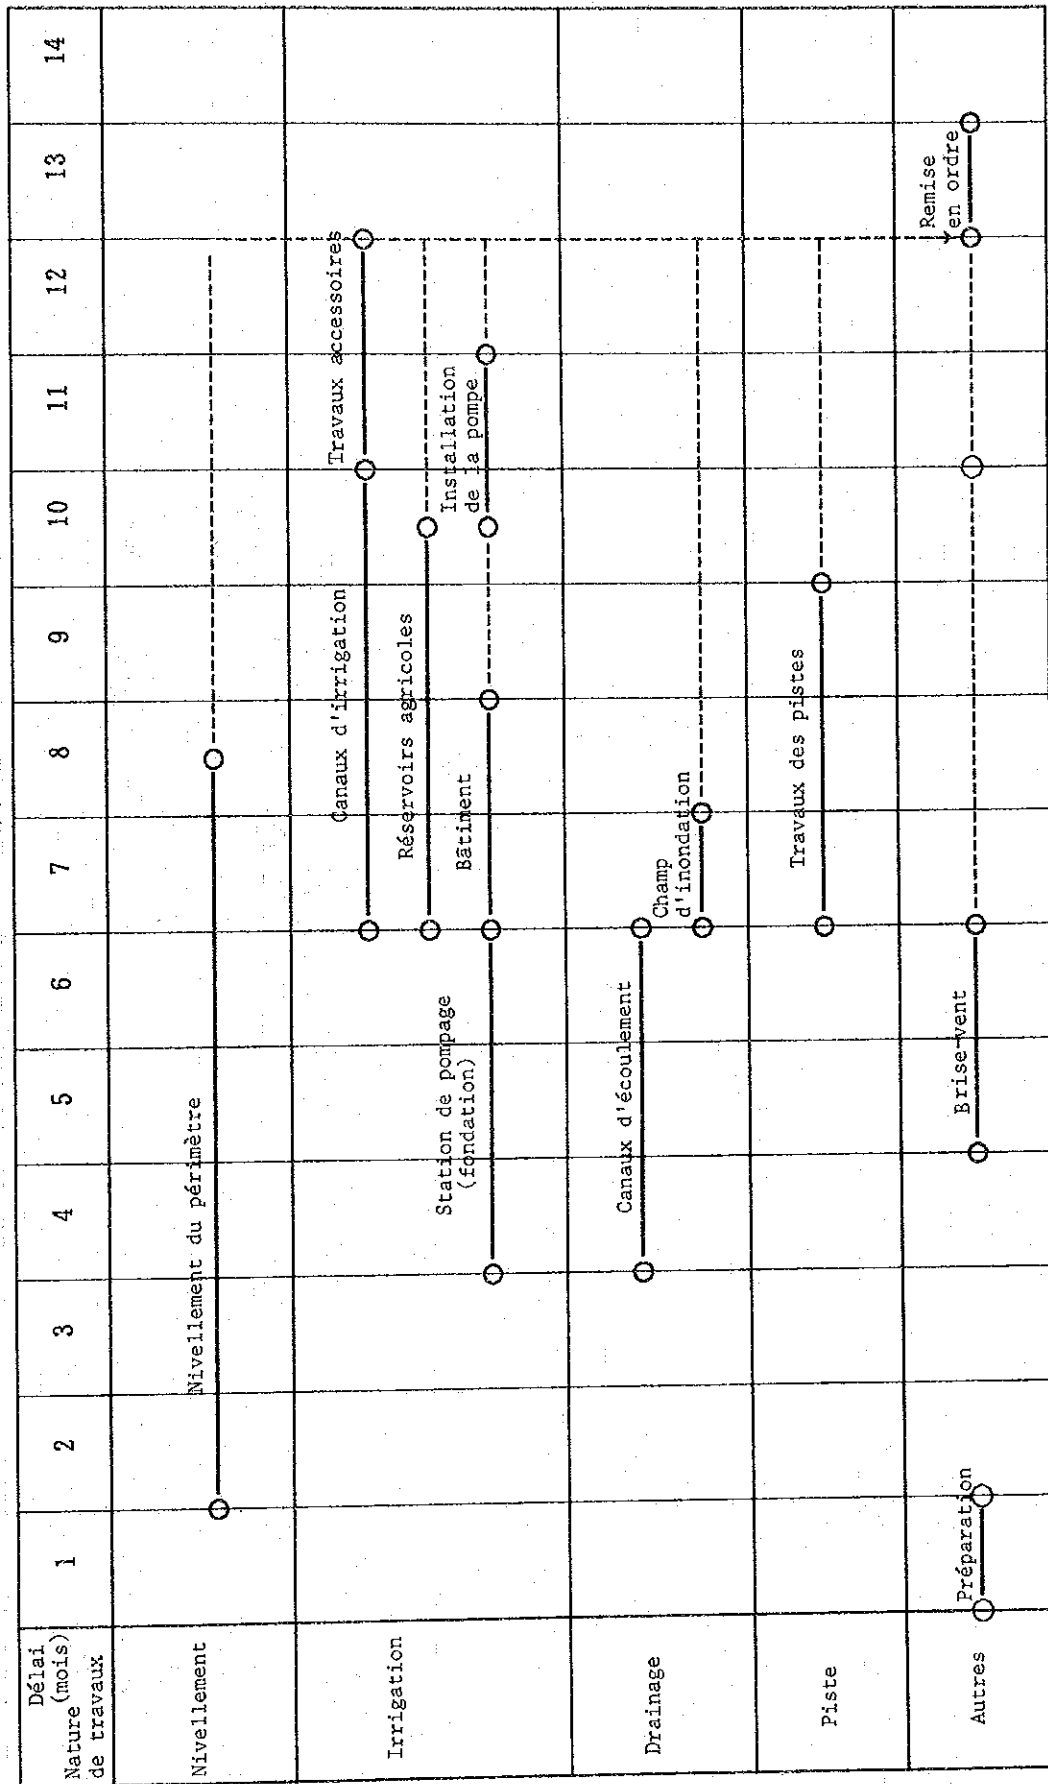 Délai
(mois)
Nature
de travaux
1
2
3
4
5
6
7
8
9
10
11
12
13
14
Nivellement
Nivellement du périmètre
Irrigation
Canaux d'irrigation
Travaux accessoires
Réservoirs agricoles
Station de pompage
(fondation)
Bâtiment
Installation
de la pompe
Drainage
Canaux d'écoulement
Champ
d'inondation
Piste
Travaux des pistes
Autres
Préparation
Brise-vent
Remise
en ordre